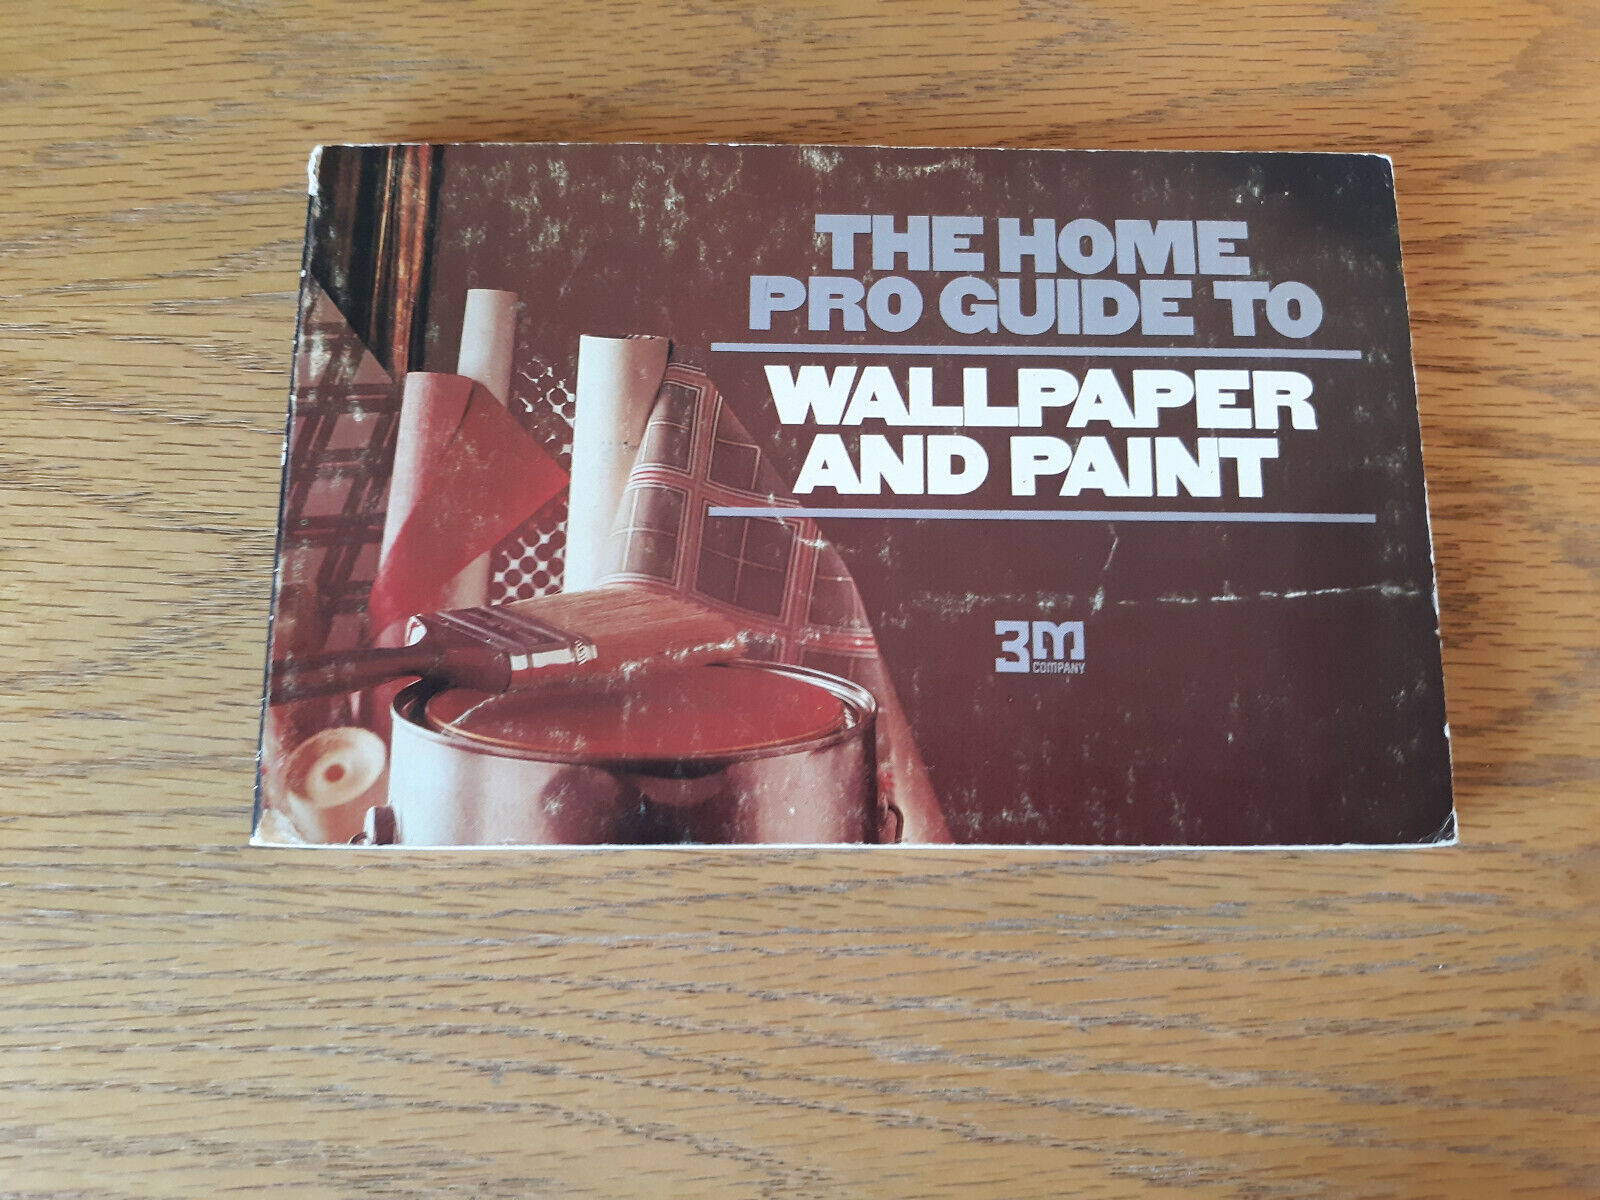 THE HOME
PRO GUIDE TO
WALLPAPER
AND PAINT
3M
COMPANY